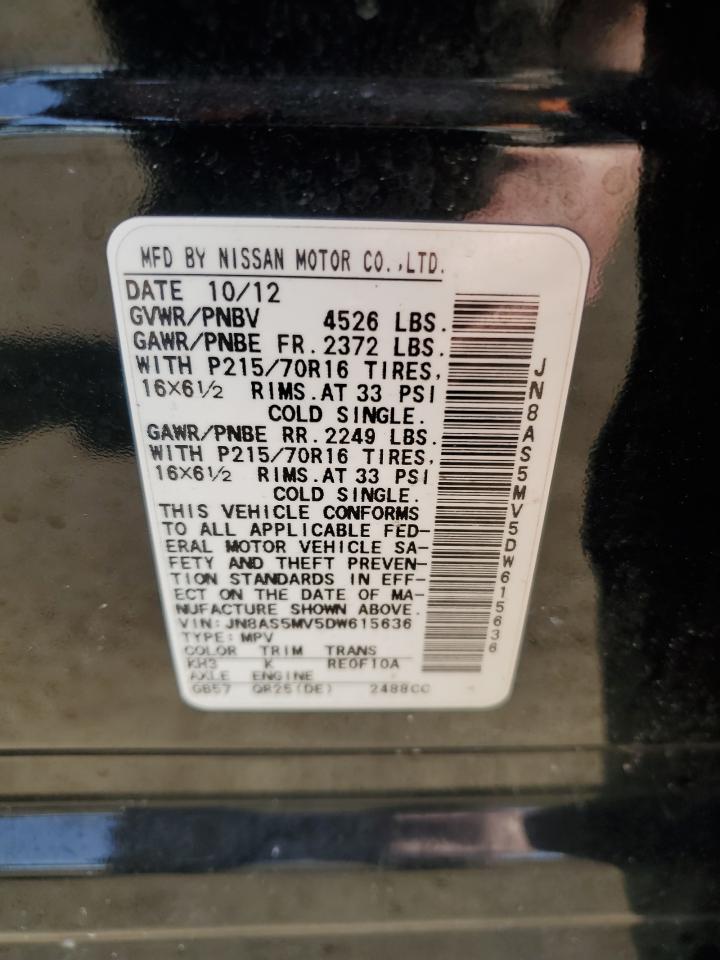 MFD BY NISSAN MOTOR CO.,LTD.
DATE 10/12
GVWR/PNBV 4526 LBS.
GAWR/PNBE FR. 2372 LBS.
WITH P215/70R16 TIRES,
16X6½ RIMS.AT 33 PSI
COLD SINGLE.
GAWR/PNBE RR. 2249 LBS.
WITH P215/70R16 TIRES,
16X6½ RIMS.AT 33 PSI
COLD SINGLE.
THIS VEHICLE CONFORMS
TO ALL APPLICABLE FED-
ERAL MOTOR VEHICLE SA-
FETY AND THEFT PREVEN-
TION STANDARDS IN EFF-
ECT ON THE DATE OF MA-
NUFACTURE SHOWN ABOVE.
VIN: JN8AS5MV5DW615636
TYPE: MPV
COLOR TRIM TRANS
KH3 K RE0F10A
AXLE ENGINE
GB57 QR25(DE) 2488CC
JN8AS5MV5DW615636